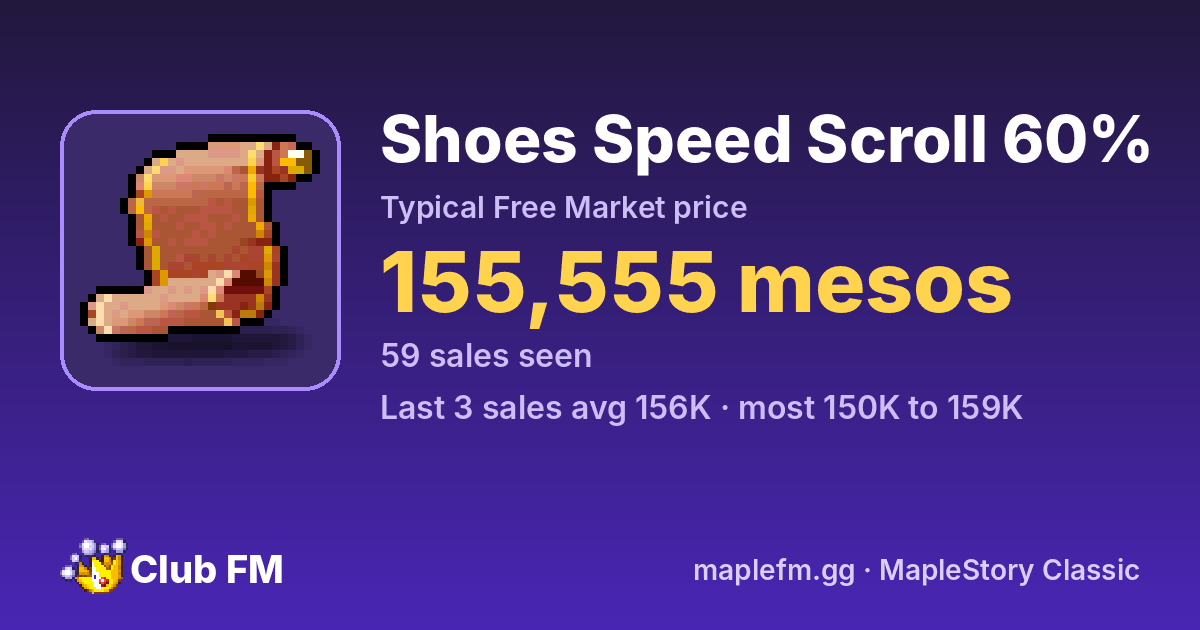 Shoes Speed Scroll 60%
Typical Free Market price
155,555 mesos
59 sales seen
Last 3 sales avg 156K · most 150K to 159K
Club FM
maplefm.gg · MapleStory Classic